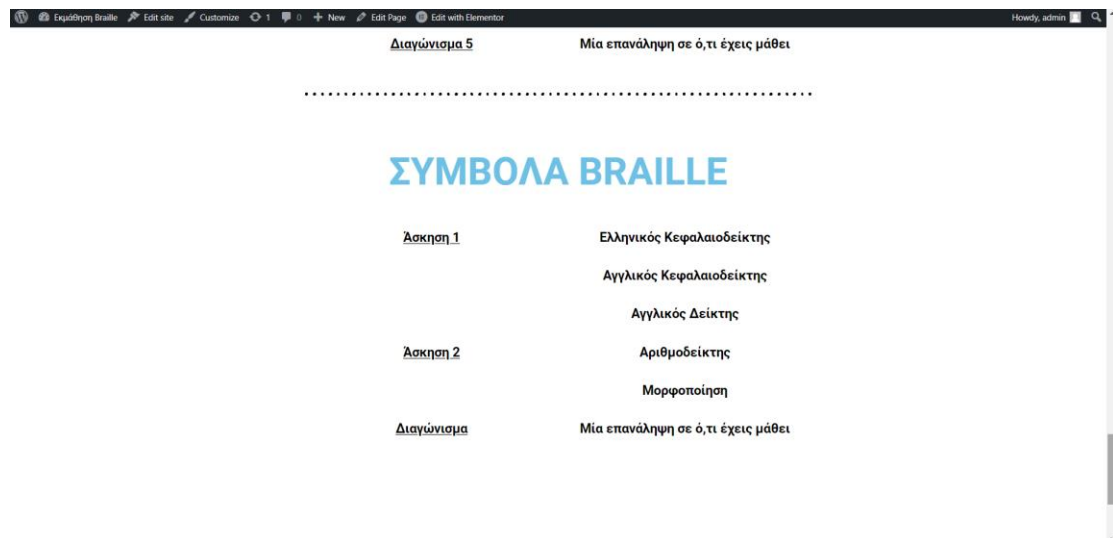 Εκμάθηση Braille Edit site Customize 1 0 New Edit Page Edit with Elementor Howdy, admin
Διαγώνισμα 5 Μία επανάληψη σε ό,τι έχεις μάθει
ΣΥΜΒΟΛΑ BRAILLE
Άσκηση 1 Ελληνικός Κεφαλαιοδείκτης
Αγγλικός Κεφαλαιοδείκτης
Αγγλικός Δείκτης
Άσκηση 2 Αριθμοδείκτης
Μορφοποίηση
Διαγώνισμα Μία επανάληψη σε ό,τι έχεις μάθει